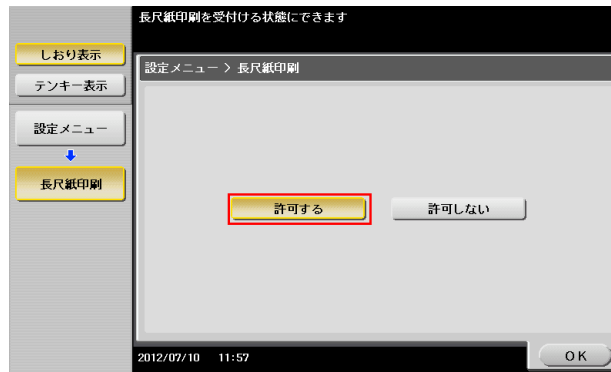 長尺紙印刷を受付ける状態にできます
しおり表示
テンキー表示
設定メニュー
長尺紙印刷
設定メニュー > 長尺紙印刷
許可する
許可しない
2012/07/10 11:57
OK